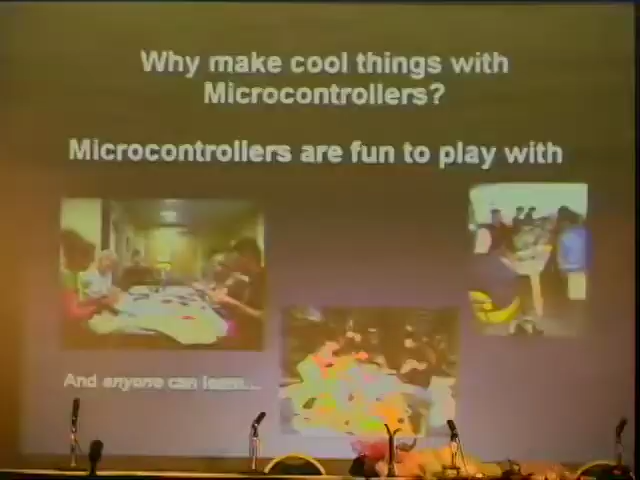 Why make cool things with
Microcontrollers?
Microcontrollers are fun to play with
And anyone can learn...